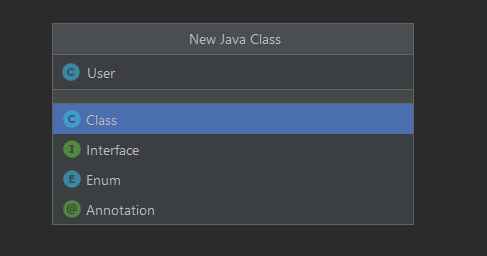 New Java Class
C User
C Class
I Interface
E Enum
@ Annotation